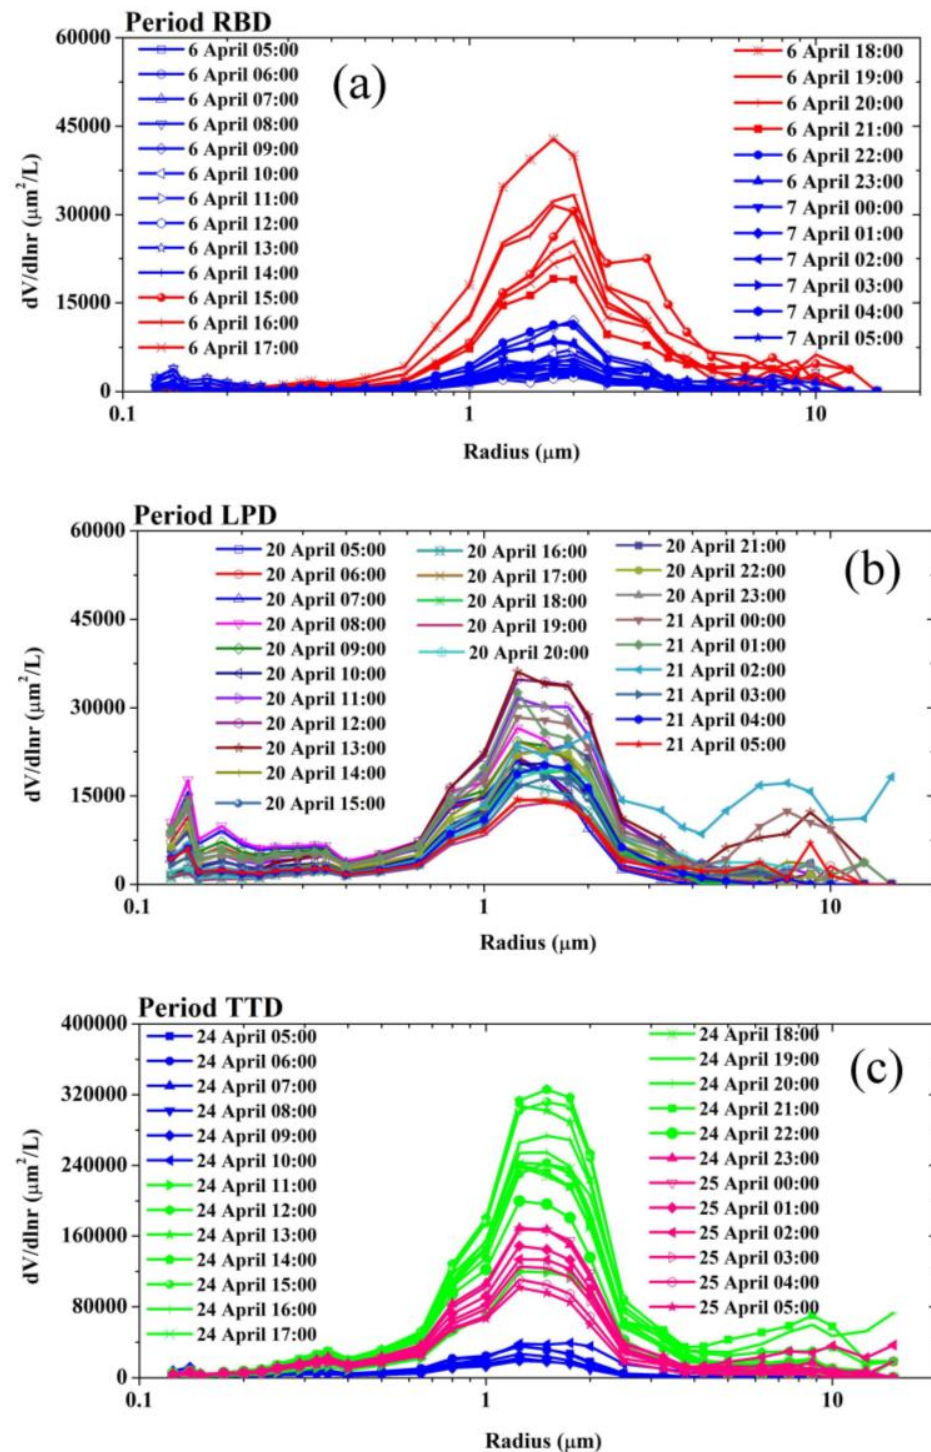 Period RBD
60000
45000
30000
15000
0
dV/dlnr (μm²/L)
(a)
6 April 05:00
6 April 06:00
6 April 07:00
6 April 08:00
6 April 09:00
6 April 10:00
6 April 11:00
6 April 12:00
6 April 13:00
6 April 14:00
6 April 15:00
6 April 16:00
6 April 17:00
6 April 18:00
6 April 19:00
6 April 20:00
6 April 21:00
6 April 22:00
6 April 23:00
7 April 00:00
7 April 01:00
7 April 02:00
7 April 03:00
7 April 04:00
7 April 05:00
0.1 1 10
Radius (μm)
Period LPD
60000
45000
30000
15000
0
dV/dlnr (μm²/L)
(b)
20 April 05:00
20 April 06:00
20 April 07:00
20 April 08:00
20 April 09:00
20 April 10:00
20 April 11:00
20 April 12:00
20 April 13:00
20 April 14:00
20 April 15:00
20 April 16:00
20 April 17:00
20 April 18:00
20 April 19:00
20 April 20:00
20 April 21:00
20 April 22:00
20 April 23:00
21 April 00:00
21 April 01:00
21 April 02:00
21 April 03:00
21 April 04:00
21 April 05:00
0.1 1 10
Radius (μm)
Period TTD
400000
320000
240000
160000
80000
0
dV/dlnr (μm²/L)
(c)
24 April 05:00
24 April 06:00
24 April 07:00
24 April 08:00
24 April 09:00
24 April 10:00
24 April 11:00
24 April 12:00
24 April 13:00
24 April 14:00
24 April 15:00
24 April 16:00
24 April 17:00
24 April 18:00
24 April 19:00
24 April 20:00
24 April 21:00
24 April 22:00
24 April 23:00
25 April 00:00
25 April 01:00
25 April 02:00
25 April 03:00
25 April 04:00
25 April 05:00
0.1 1 10
Radius (μm)